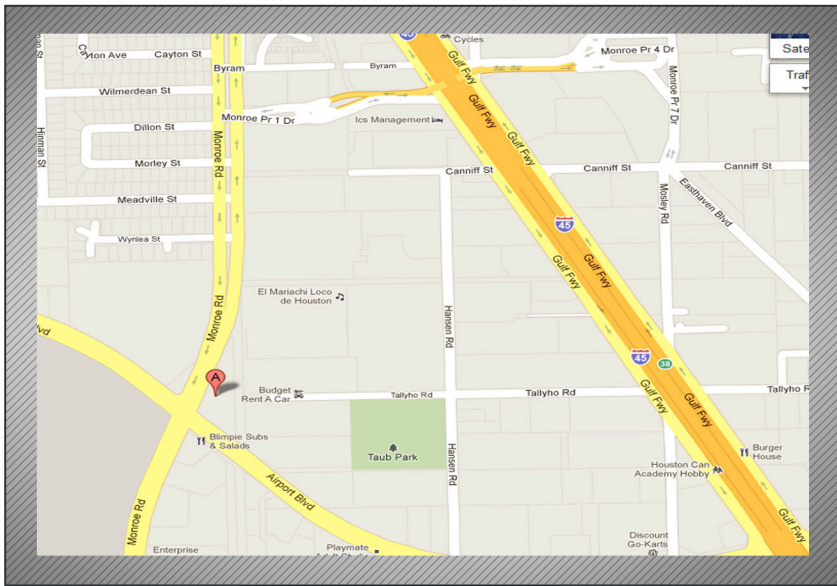 45
Cycles
Monroe Pr 4 Dr
Sate
Cayton Ave
Cayton St
Gulf Fwy
Byram
Byram
Traf
Wilmerdean St
Monroe Pr 7 Dr
Gulf Fwy
Monroe Pr 1 Dr
Ics Management
Dillon St
Hinman St
Monroe Rd
Gulf Fwy
Morley St
Canniff St
Canniff St
Canniff St
Meadville St
Mosley Rd
Easthaven Blvd
45
Wynlea St
Gulf Fwy
Gulf Fwy
El Mariachi Loco
de Houston
Monroe Rd
Hansen Rd
lvd
45
38
A
Budget
Rent A Car
Tallyho Rd
Tallyho Rd
Tallyho R
Gulf Fwy
Gulf Fwy
Blimpie Subs
& Salads
Taub Park
Hansen Rd
Burger
House
Houston Can
Academy Hobby
Airport Blvd
Monroe Rd
Gulf Fwy
Discount
Go-Karts
Enterprise
Playmate